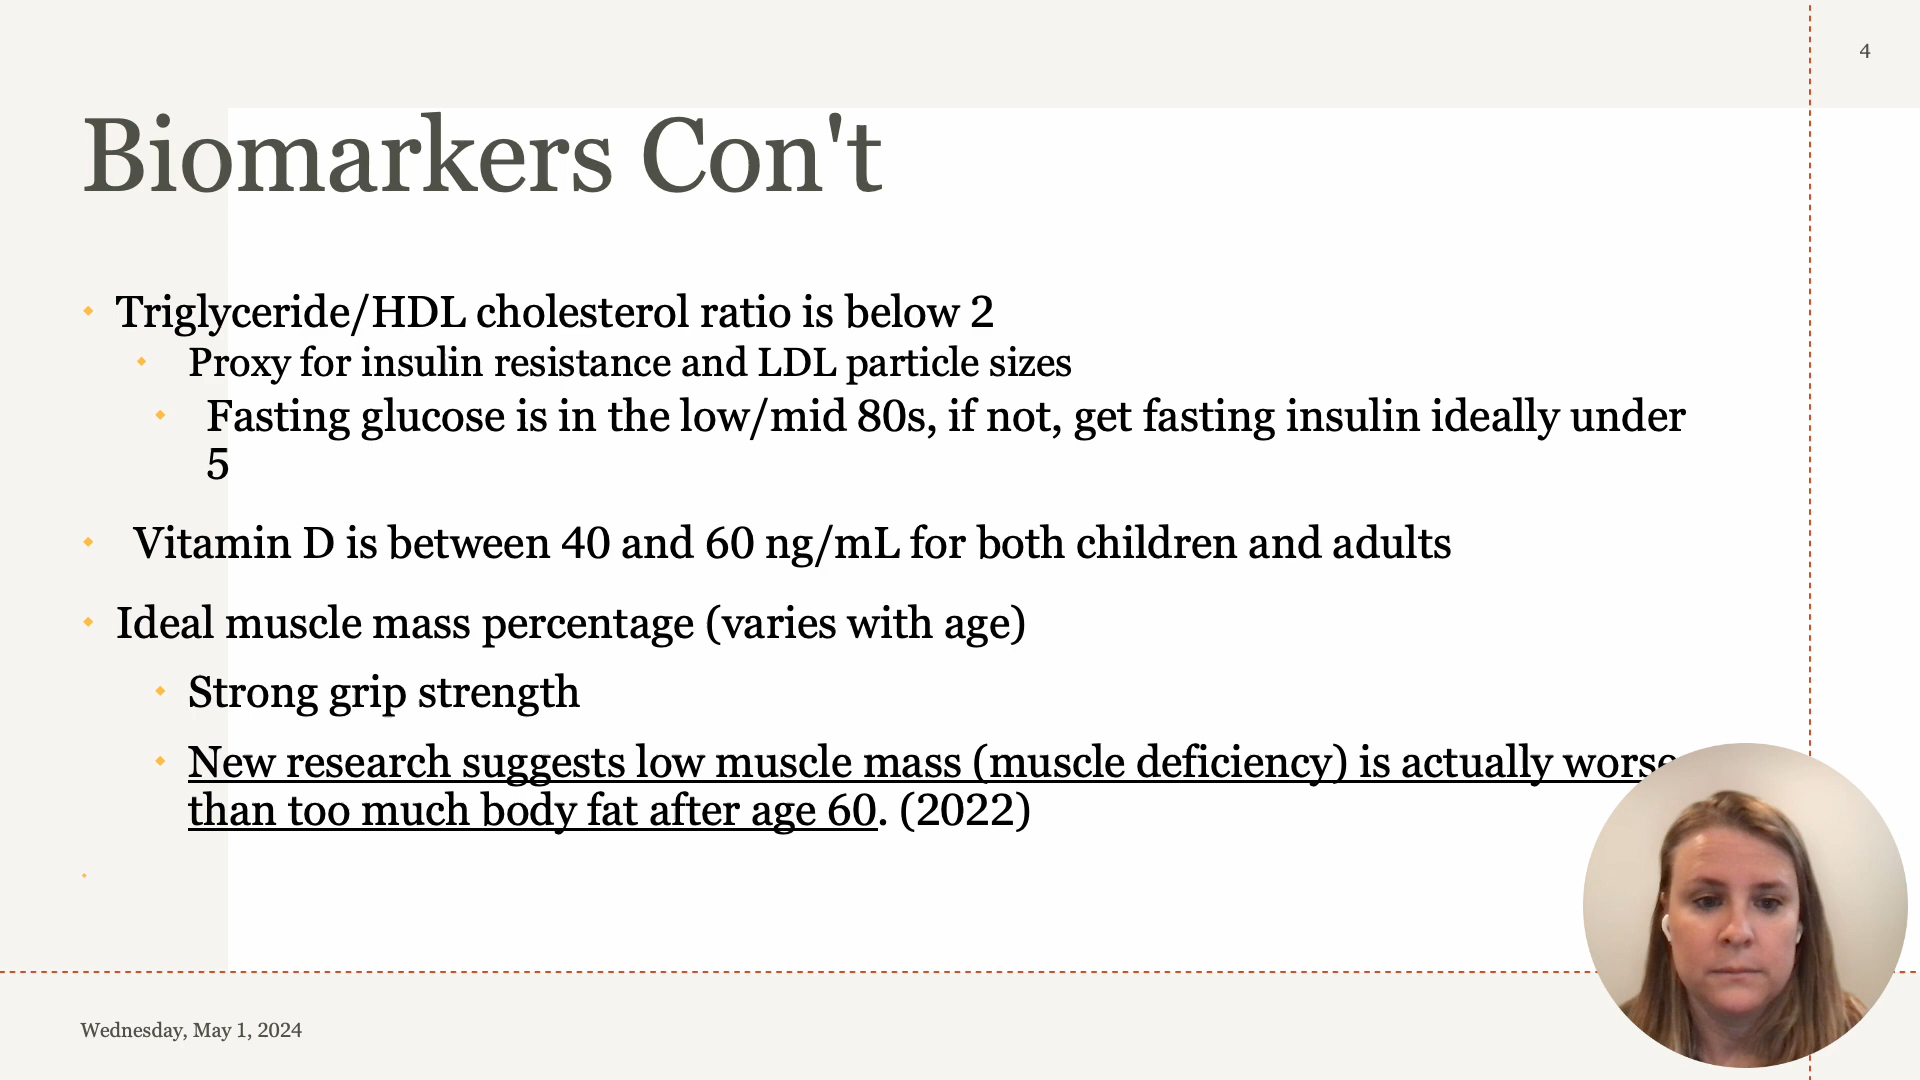 4
Biomarkers Con't
Triglyceride/HDL cholesterol ratio is below 2
Proxy for insulin resistance and LDL particle sizes
Fasting glucose is in the low/mid 80s, if not, get fasting insulin ideally under
5
Vitamin D is between 40 and 60 ng/mL for both children and adults
Ideal muscle mass percentage (varies with age)
Strong grip strength
New research suggests low muscle mass (muscle deficiency) is actually worse
than too much body fat after age 60. (2022)
Wednesday, May 1, 2024